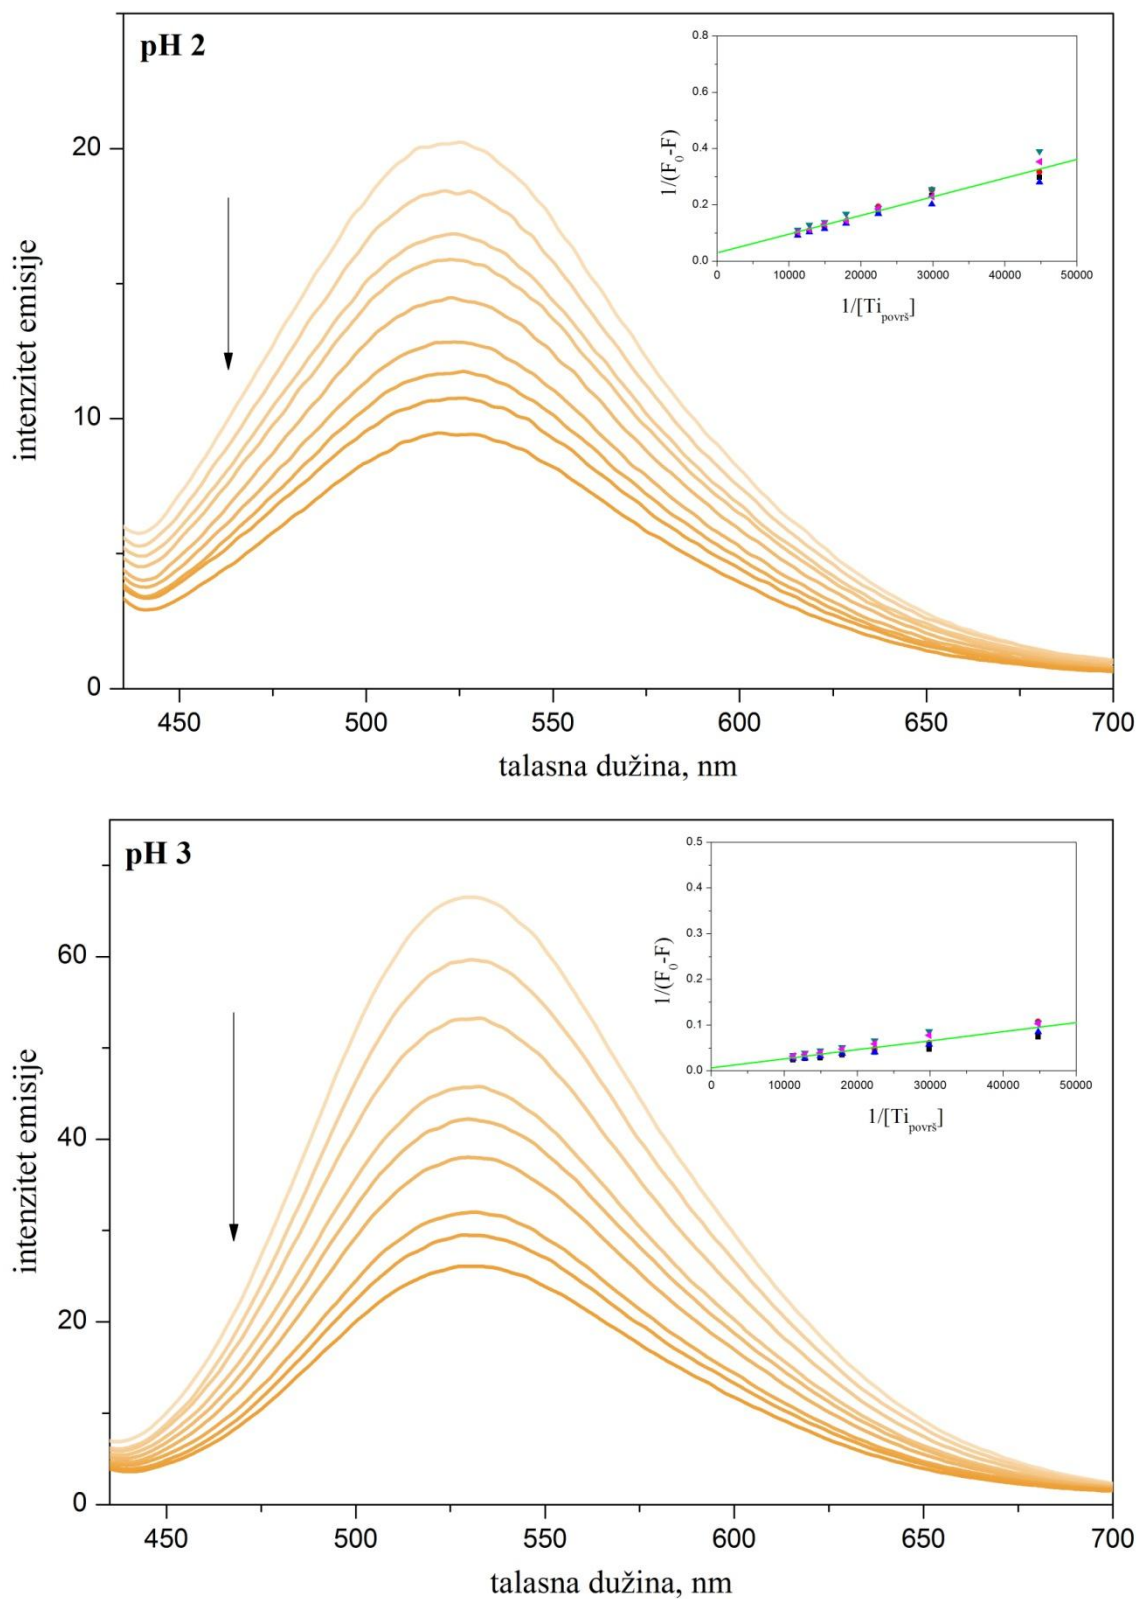 pH 2
intenzitet emisije
20
10
0
450 500 550 600 650 700
talasna dužina, nm
1/(F0-F)
0.8
0.6
0.4
0.2
0.0
0 10000 20000 30000 40000 50000
1/[Tipovrš]
pH 3
intenzitet emisije
60
40
20
0
450 500 550 600 650 700
talasna dužina, nm
1/(F0-F)
0.5
0.4
0.3
0.2
0.1
0.0
0 10000 20000 30000 40000 50000
1/[Tipovrš]